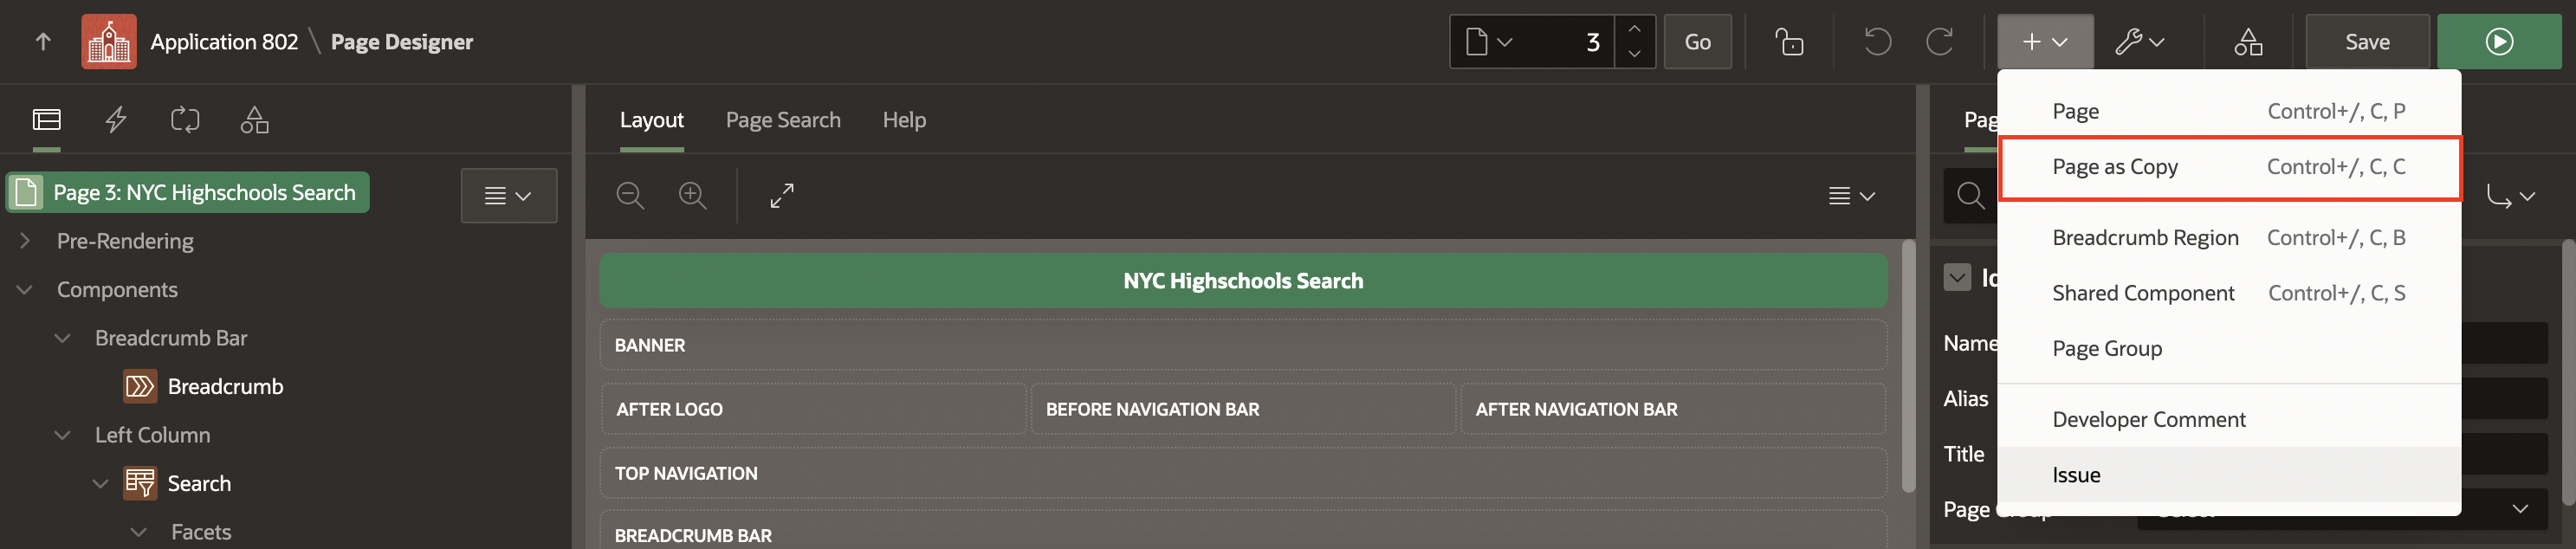 Application 802 \ Page Designer
3
Go
Save
Layout
Page Search
Help
Page 3: NYC Highschools Search
Pre-Rendering
Components
Breadcrumb Bar
Breadcrumb
Left Column
Search
Facets
NYC Highschools Search
BANNER
AFTER LOGO
BEFORE NAVIGATION BAR
AFTER NAVIGATION BAR
TOP NAVIGATION
BREADCRUMB BAR
Pag
Id
Name
Alias
Title
Page Group
Page Control+/, C, P
Page as Copy Control+/, C, C
Breadcrumb Region Control+/, C, B
Shared Component Control+/, C, S
Page Group
Developer Comment
Issue